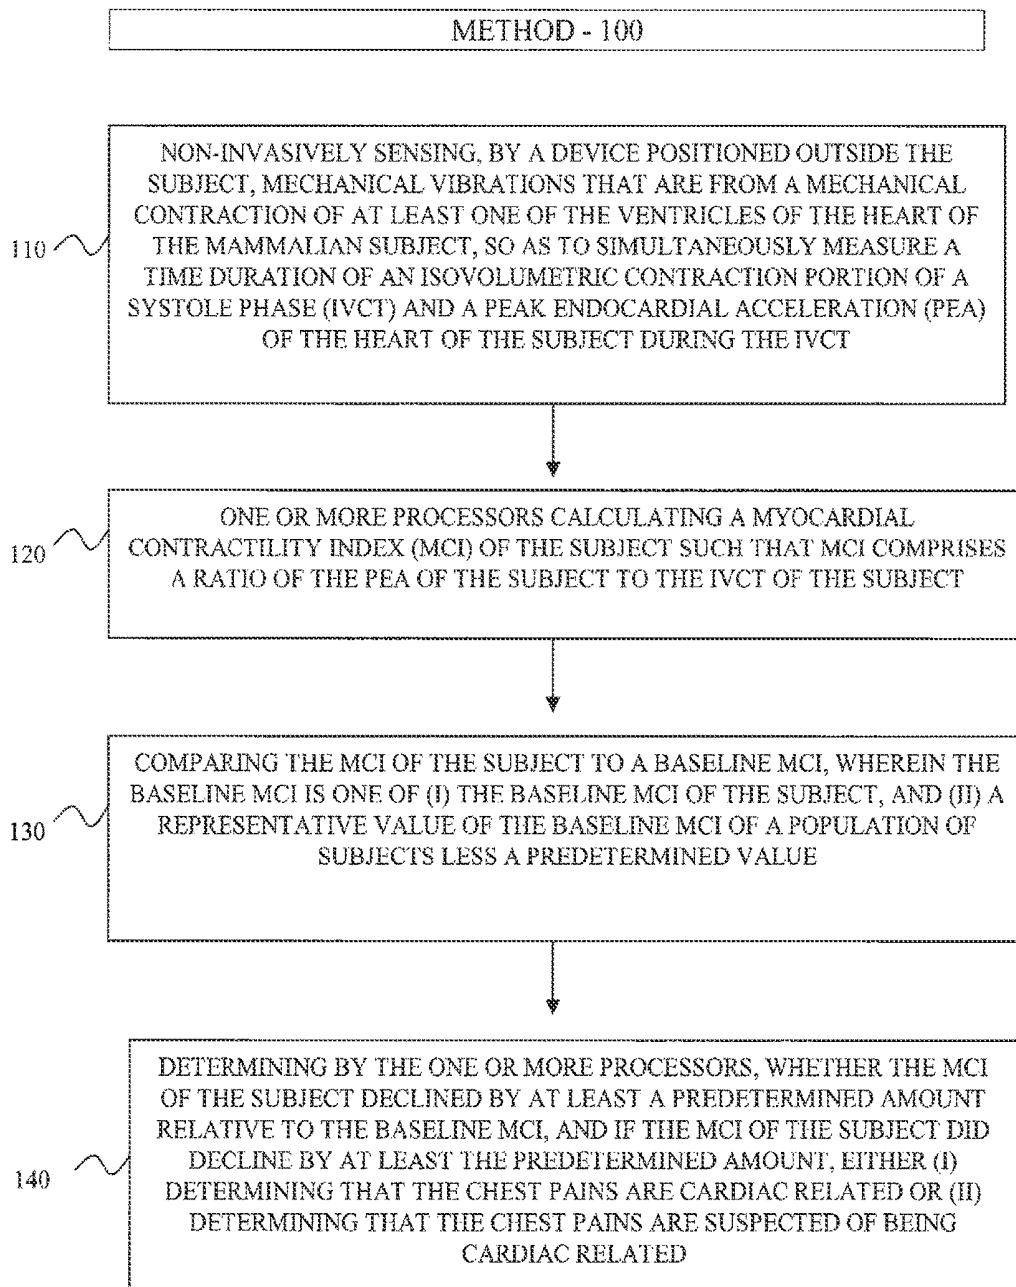 METHOD - 100
NON-INVASIVELY SENSING, BY A DEVICE POSITIONED OUTSIDE THE
SUBJECT, MECHANICAL VIBRATIONS THAT ARE FROM A MECHANICAL
CONTRACTION OF AT LEAST ONE OF THE VENTRICLES OF THE HEART OF
THE MAMMALIAN SUBJECT, SO AS TO SIMULTANEOUSLY MEASURE A
TIME DURATION OF AN ISOVOLUMETRIC CONTRACTION PORTION OF A
SYSTOLE PHASE (IVCT) AND A PEAK ENDOCARDIAL ACCELERATION (PEA)
OF THE HEART OF THE SUBJECT DURING THE IVCT
110
ONE OR MORE PROCESSORS CALCULATING A MYOCARDIAL
CONTRACTILITY INDEX (MCI) OF THE SUBJECT SUCH THAT MCI COMPRISES
A RATIO OF THE PEA OF THE SUBJECT TO THE IVCT OF THE SUBJECT
120
COMPARING THE MCI OF THE SUBJECT TO A BASELINE MCI, WHEREIN THE
BASELINE MCI IS ONE OF (I) THE BASELINE MCI OF THE SUBJECT, AND (II) A
REPRESENTATIVE VALUE OF THE BASELINE MCI OF A POPULATION OF
SUBJECTS LESS A PREDETERMINED VALUE
130
DETERMINING BY THE ONE OR MORE PROCESSORS, WHETHER THE MCI
OF THE SUBJECT DECLINED BY AT LEAST A PREDETERMINED AMOUNT
RELATIVE TO THE BASELINE MCI, AND IF THE MCI OF THE SUBJECT DID
DECLINE BY AT LEAST THE PREDETERMINED AMOUNT, EITHER (I)
DETERMINING THAT THE CHEST PAINS ARE CARDIAC RELATED OR (II)
DETERMINING THAT THE CHEST PAINS ARE SUSPECTED OF BEING
CARDIAC RELATED
140